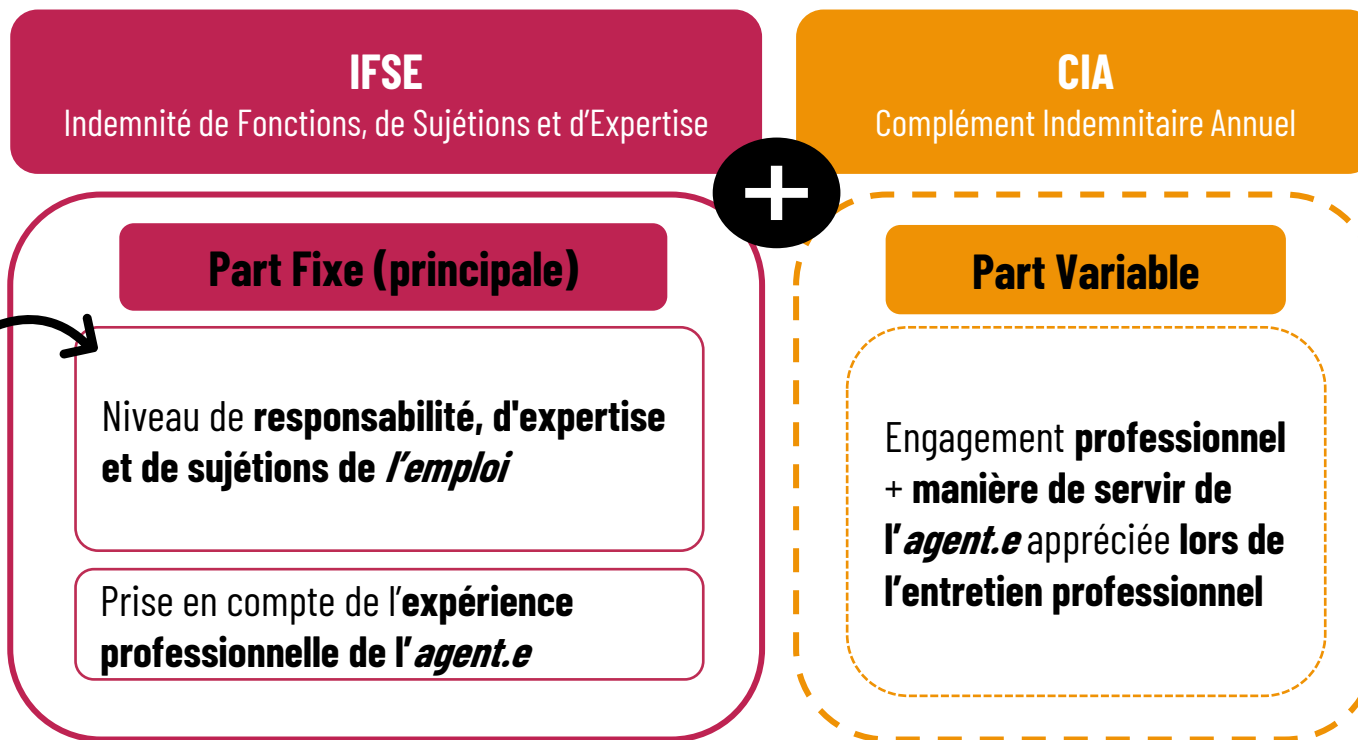 IFSE
Indemnité de Fonctions, de Sujétions et d'Expertise
Part Fixe (principale)
Niveau de responsabilité, d'expertise
et de sujétions de l'emploi
Prise en compte de l'expérience
professionnelle de l'agent.e
+
CIA
Complément Indemnitaire Annuel
Part Variable
Engagement professionnel
+ manière de servir de
l'agent.e appréciée lors de
l'entretien professionnel